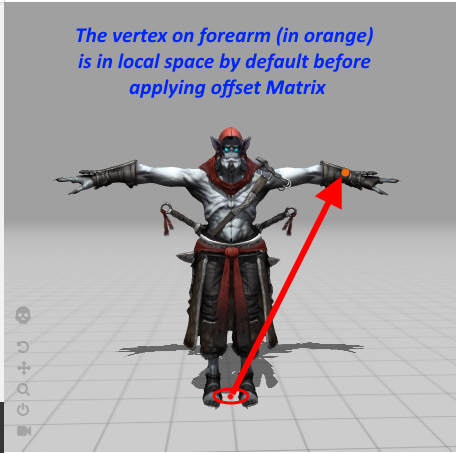 The vertex on forearm (in orange)
is in local space by default before
applying offset Matrix